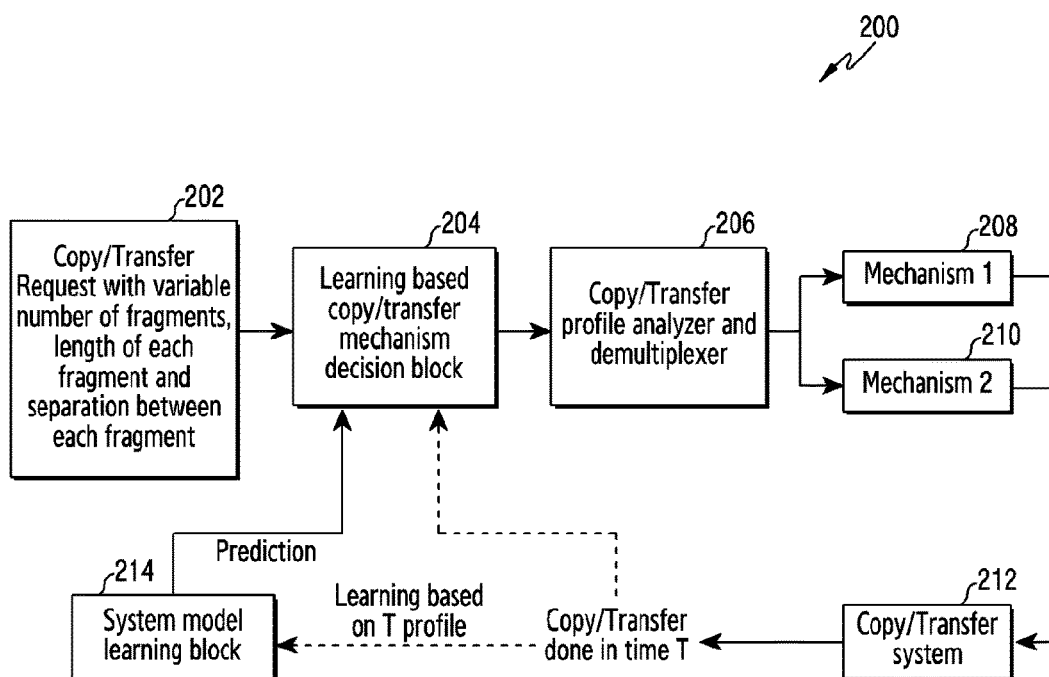 200
202
Copy/Transfer
Request with variable
number of fragments,
length of each
fragment and
separation between
each fragment
204
Learning based
copy/transfer
mechanism
decision block
206
Copy/Transfer
profile analyzer and
demultiplexer
208
Mechanism 1
210
Mechanism 2
Prediction
214
System model
learning block
Learning based
on T profile
Copy/Transfer
done in time T
212
Copy/Transfer
system